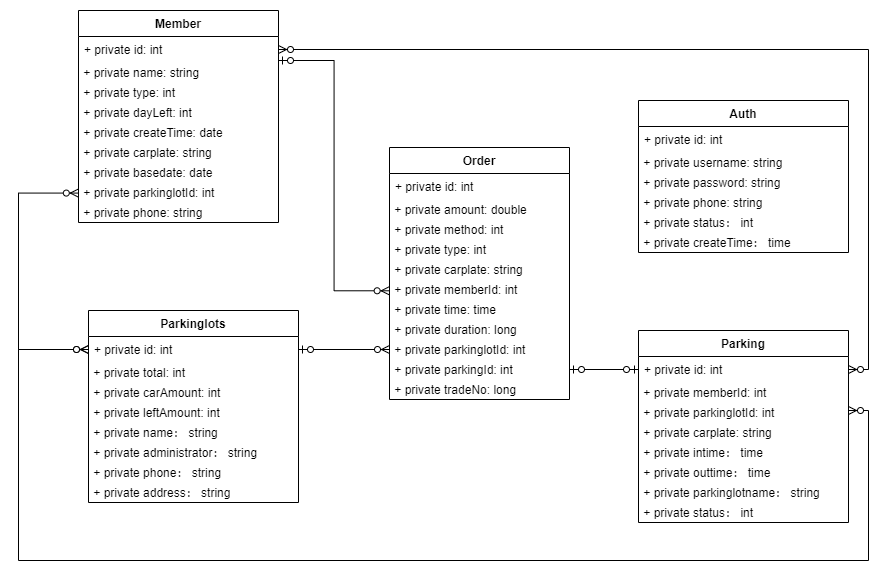 Member
+ private id: int
+ private name: string
+ private type: int
+ private dayLeft: int
+ private createTime: date
+ private carplate: string
+ private basedate: date
+ private parkinglotId: int
+ private phone: string
Auth
+ private id: int
+ private username: string
+ private password: string
+ private phone: string
+ private status： int
+ private createTime： time
Order
+ private id: int
+ private amount: double
+ private method: int
+ private type: int
+ private carplate: string
+ private memberId: int
+ private time: time
+ private duration: long
+ private parkinglotId: int
+ private parkingId: int
+ private tradeNo: long
Parkinglots
+ private id: int
+ private total: int
+ private carAmount: int
+ private leftAmount: int
+ private name： string
+ private administrator： string
+ private phone： string
+ private address： string
Parking
+ private id: int
+ private memberId: int
+ private parkinglotId: int
+ private carplate: string
+ private intime： time
+ private outtime： time
+ private parkinglotname： string
+ private status： int